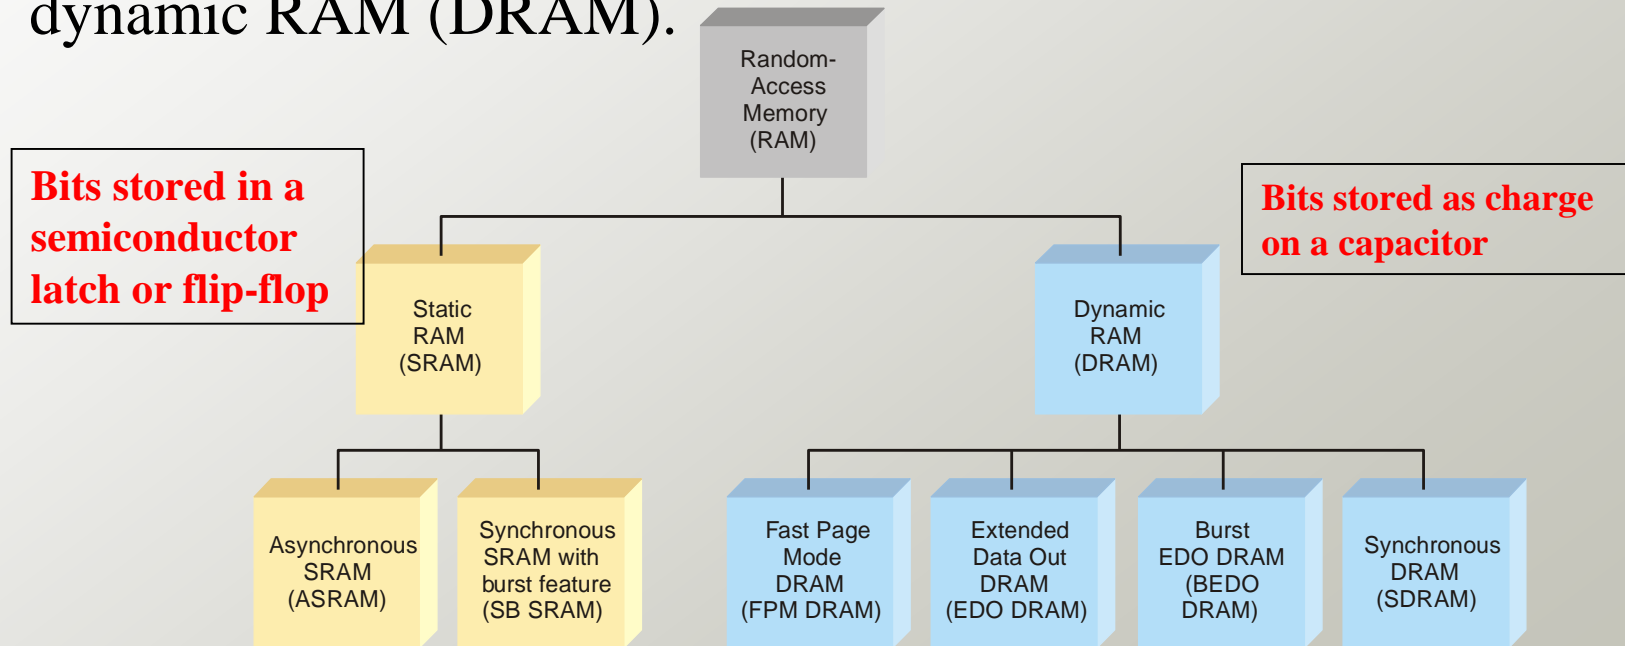 dynamic RAM (DRAM).
Random-
Access
Memory
(RAM)
Bits stored in a
semiconductor
latch or flip-flop
Bits stored as charge
on a capacitor
Static
RAM
(SRAM)
Dynamic
RAM
(DRAM)
Asynchronous
SRAM
(ASRAM)
Synchronous
SRAM with
burst feature
(SB SRAM)
Fast Page
Mode
DRAM
(FPM DRAM)
Extended
Data Out
DRAM
(EDO DRAM)
Burst
EDO DRAM
(BEDO
DRAM)
Synchronous
DRAM
(SDRAM)